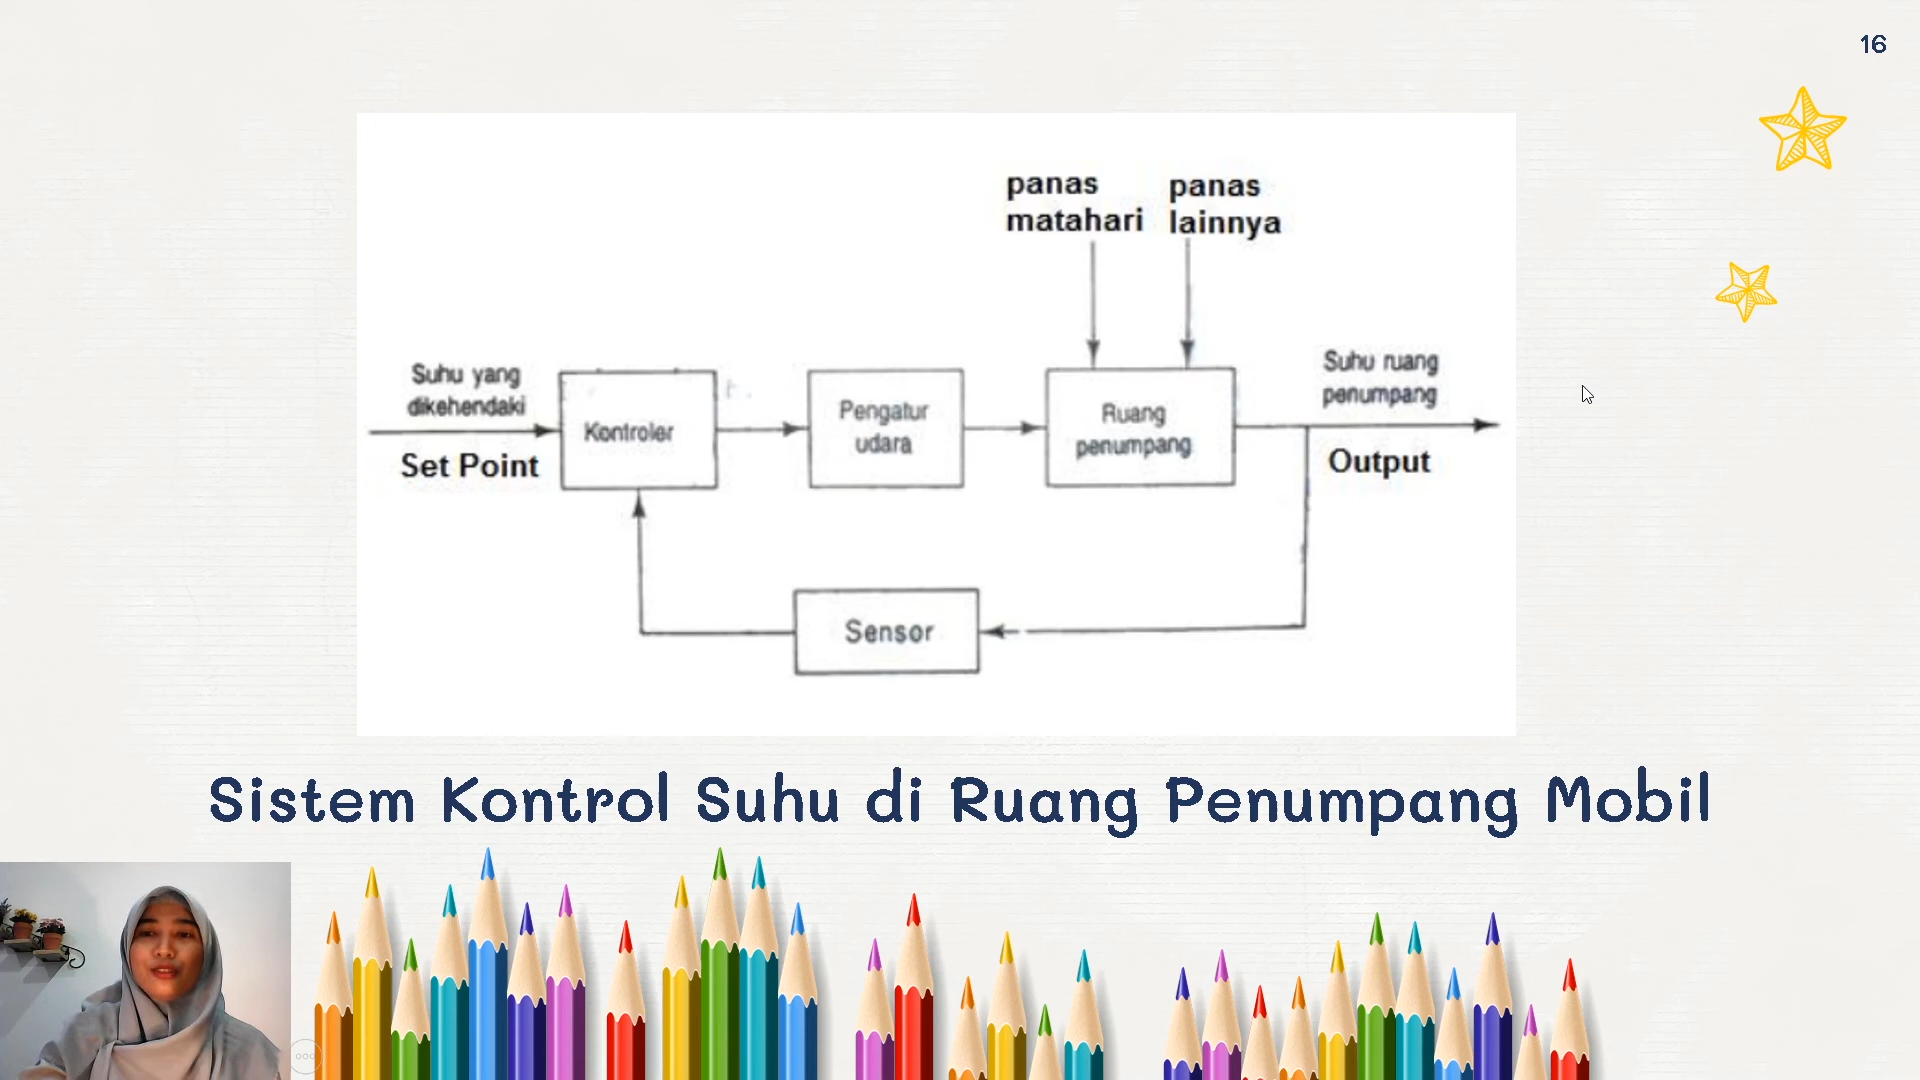 16
panas
matahari
panas
lainnya
Suhu yang
dikehendaki
Set Point
Kontroler
Pengatur
udara
Ruang
penumpang
Suhu ruang
penumpang
Output
Sensor
Sistem Kontrol Suhu di Ruang Penumpang Mobil